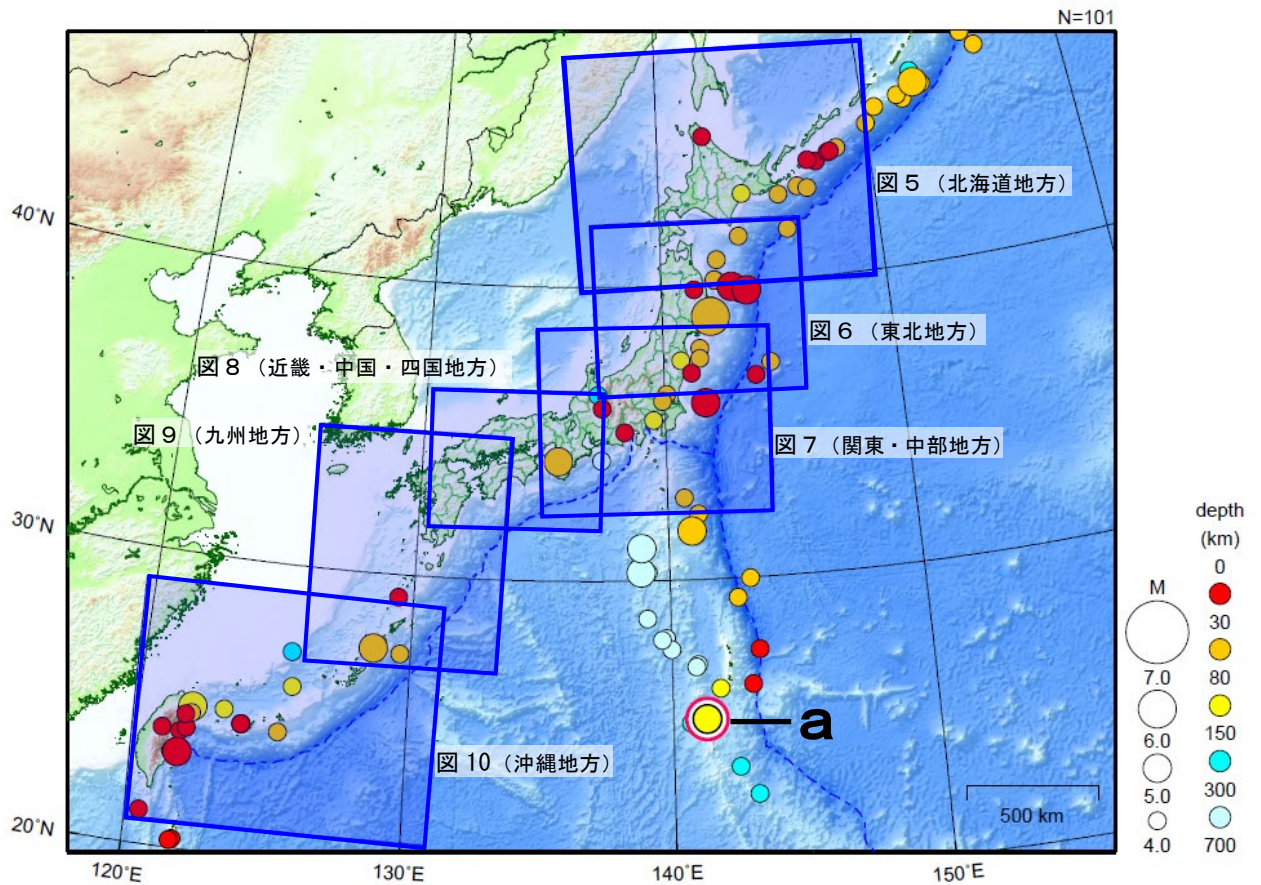 N=101
40˚N
30˚N
20˚N
120˚E
130˚E
140˚E
150˚E
図5（北海道地方）
図6（東北地方）
図8（近畿・中国・四国地方）
図9（九州地方）
図7（関東・中部地方）
図10（沖縄地方）
a
500 km
M
7.0
6.0
5.0
4.0
depth
(km)
0
30
80
150
300
700